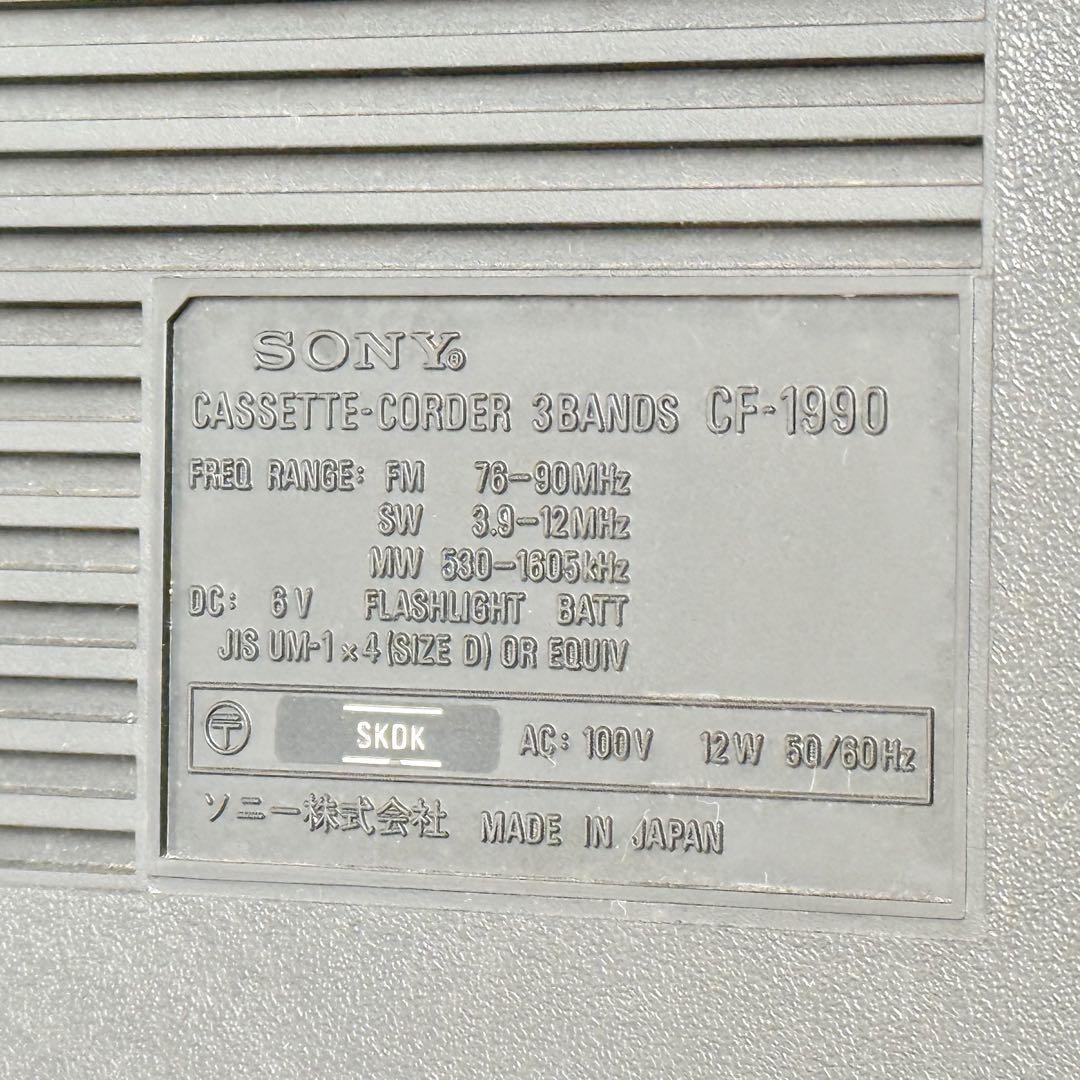 SONY®
CASSETTE-CORDER 3BANDS CF-1990
FREQ RANGE: FM 76-90MHz
SW 3.9-12MHz
MW 530-1605kHz
DC: 6V FLASHLIGHT BATT
JIS UM-1×4 (SIZE D) OR EQUIV
〒 SKDK AC: 100V 12W 50/60Hz
ソニー株式会社 MADE IN JAPAN